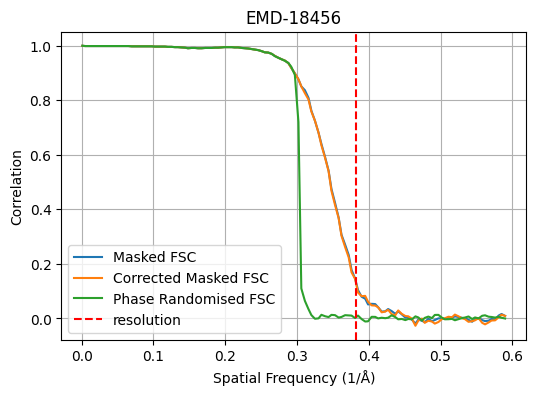 EMD-18456
Correlation
1.0
0.8
0.6
0.4
0.2
0.0
Masked FSC
Corrected Masked FSC
Phase Randomised FSC
resolution
0.0 0.1 0.2 0.3 0.4 0.5 0.6
Spatial Frequency (1/Å)